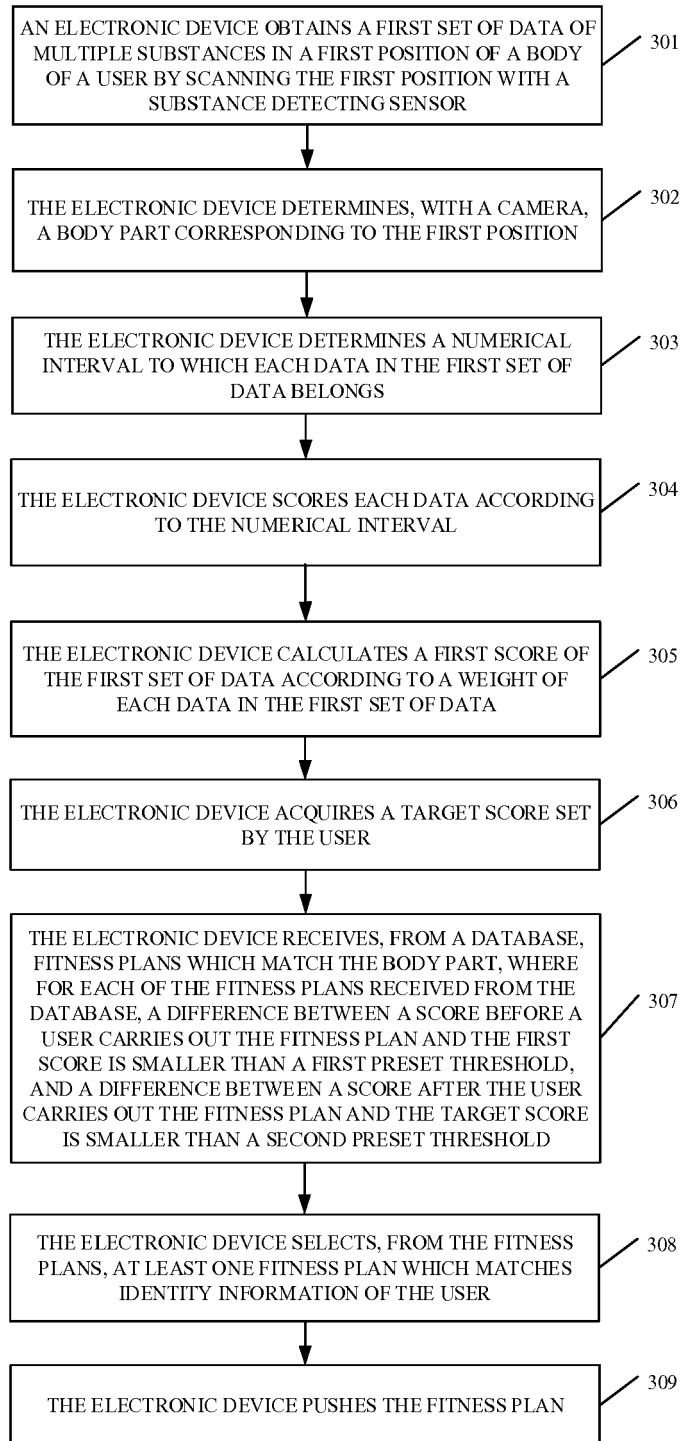 AN ELECTRONIC DEVICE OBTAINS A FIRST SET OF DATA OF
MULTIPLE SUBSTANCES IN A FIRST POSITION OF A BODY
OF A USER BY SCANNING THE FIRST POSITION WITH A
SUBSTANCE DETECTING SENSOR
301
THE ELECTRONIC DEVICE DETERMINES, WITH A CAMERA,
A BODY PART CORRESPONDING TO THE FIRST POSITION
302
THE ELECTRONIC DEVICE DETERMINES A NUMERICAL
INTERVAL TO WHICH EACH DATA IN THE FIRST SET OF
DATA BELONGS
303
THE ELECTRONIC DEVICE SCORES EACH DATA ACCORDING
TO THE NUMERICAL INTERVAL
304
THE ELECTRONIC DEVICE CALCULATES A FIRST SCORE OF
THE FIRST SET OF DATA ACCORDING TO A WEIGHT OF
EACH DATA IN THE FIRST SET OF DATA
305
THE ELECTRONIC DEVICE ACQUIRES A TARGET SCORE SET
BY THE USER
306
THE ELECTRONIC DEVICE RECEIVES, FROM A DATABASE,
FITNESS PLANS WHICH MATCH THE BODY PART, WHERE
FOR EACH OF THE FITNESS PLANS RECEIVED FROM THE
DATABASE, A DIFFERENCE BETWEEN A SCORE BEFORE A
USER CARRIES OUT THE FITNESS PLAN AND THE FIRST
SCORE IS SMALLER THAN A FIRST PRESET THRESHOLD,
AND A DIFFERENCE BETWEEN A SCORE AFTER THE USER
CARRIES OUT THE FITNESS PLAN AND THE TARGET SCORE
IS SMALLER THAN A SECOND PRESET THRESHOLD
307
THE ELECTRONIC DEVICE SELECTS, FROM THE FITNESS
PLANS, AT LEAST ONE FITNESS PLAN WHICH MATCHES
IDENTITY INFORMATION OF THE USER
308
THE ELECTRONIC DEVICE PUSHES THE FITNESS PLAN
309